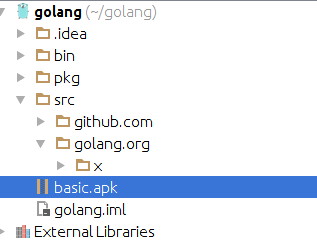 golang (~/golang)
.idea
bin
pkg
src
github.com
golang.org
x
basic.apk
golang.iml
External Libraries